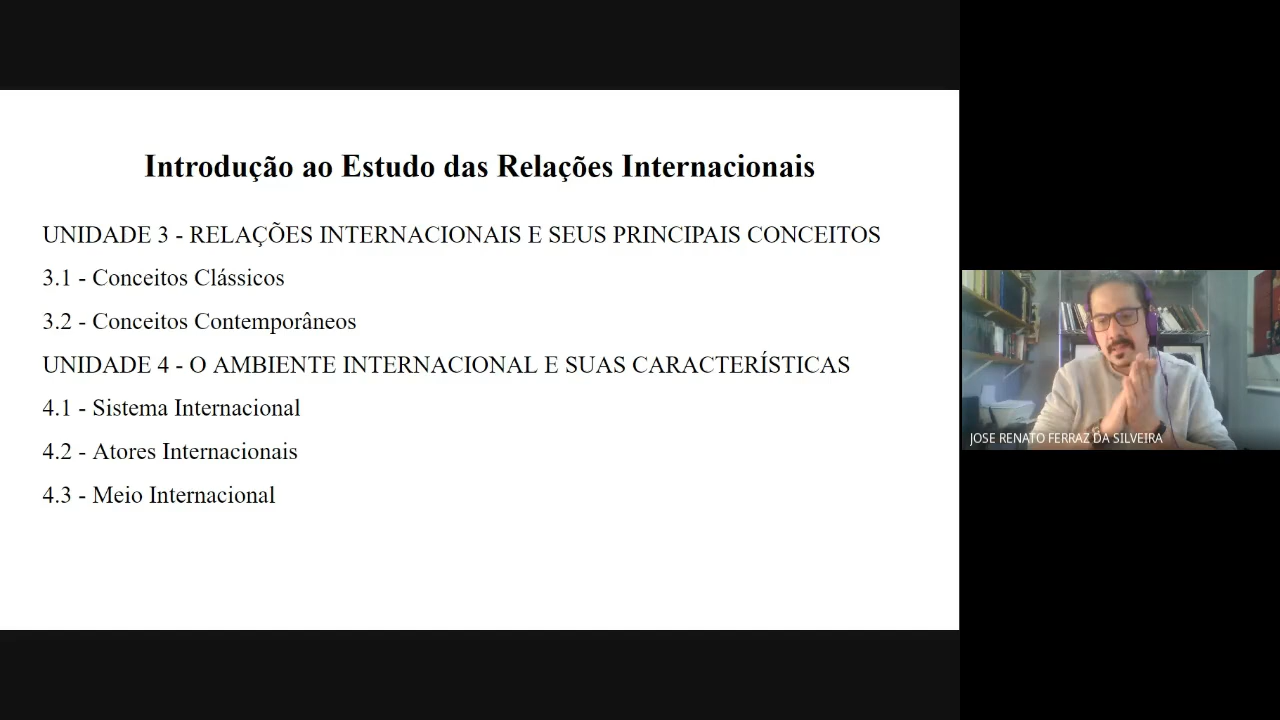 Introdução ao Estudo das Relações Internacionais
UNIDADE 3 - RELAÇÕES INTERNACIONAIS E SEUS PRINCIPAIS CONCEITOS
3.1 - Conceitos Clássicos
3.2 - Conceitos Contemporâneos
UNIDADE 4 - O AMBIENTE INTERNACIONAL E SUAS CARACTERÍSTICAS
4.1 - Sistema Internacional
4.2 - Atores Internacionais
4.3 - Meio Internacional
JOSE RENATO FERRAZ DA SILVEIRA